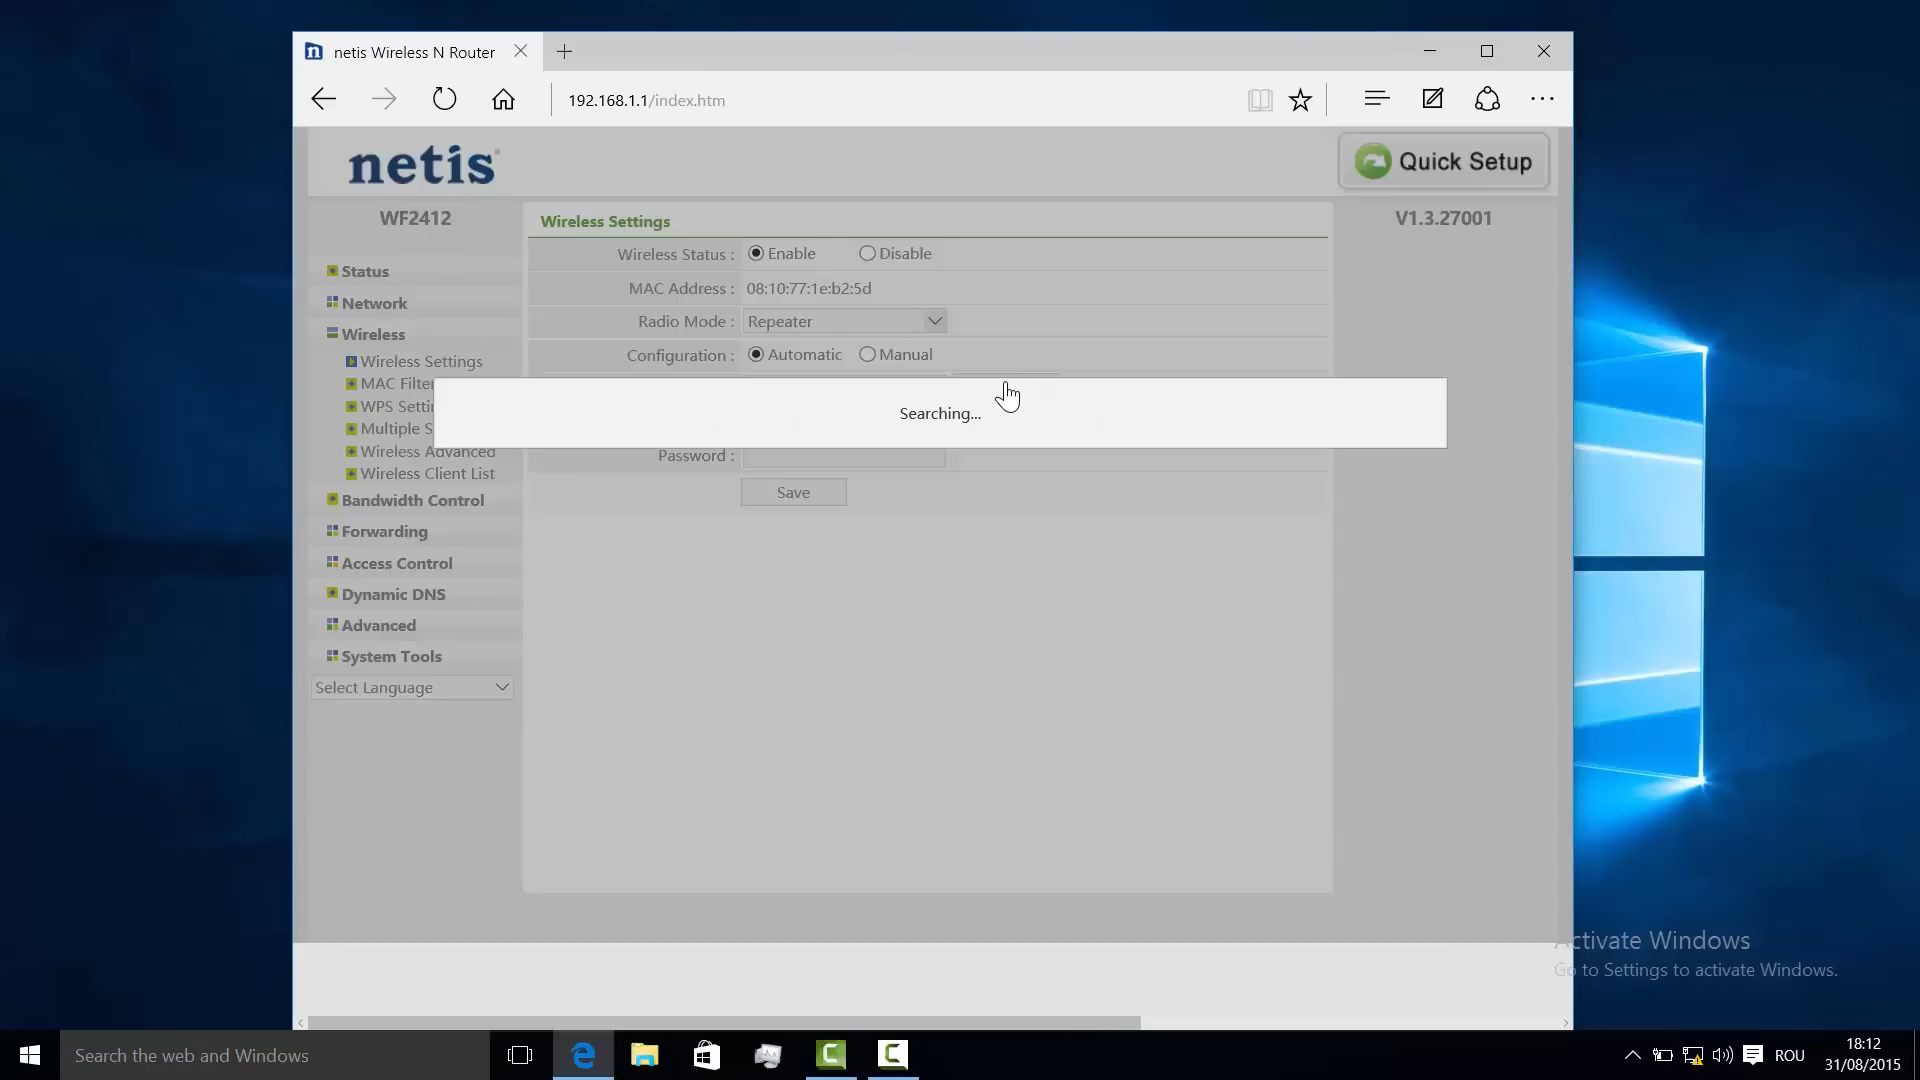 netis Wireless N Router
192.168.1.1/index.htm
netis
Quick Setup
WF2412
Wireless Settings
V1.3.27001
Wireless Status : Enable Disable
MAC Address : 08:10:77:1e:b2:5d
Radio Mode : Repeater
Configuration : Automatic Manual
Searching...
Password :
Save
Status
Network
Wireless
Wireless Settings
MAC Filter
WPS Setti
Multiple S
Wireless Advanced
Wireless Client List
Bandwidth Control
Forwarding
Access Control
Dynamic DNS
Advanced
System Tools
Select Language
Activate Windows
Go to Settings to activate Windows.
Search the web and Windows
ROU
18:12
31/08/2015